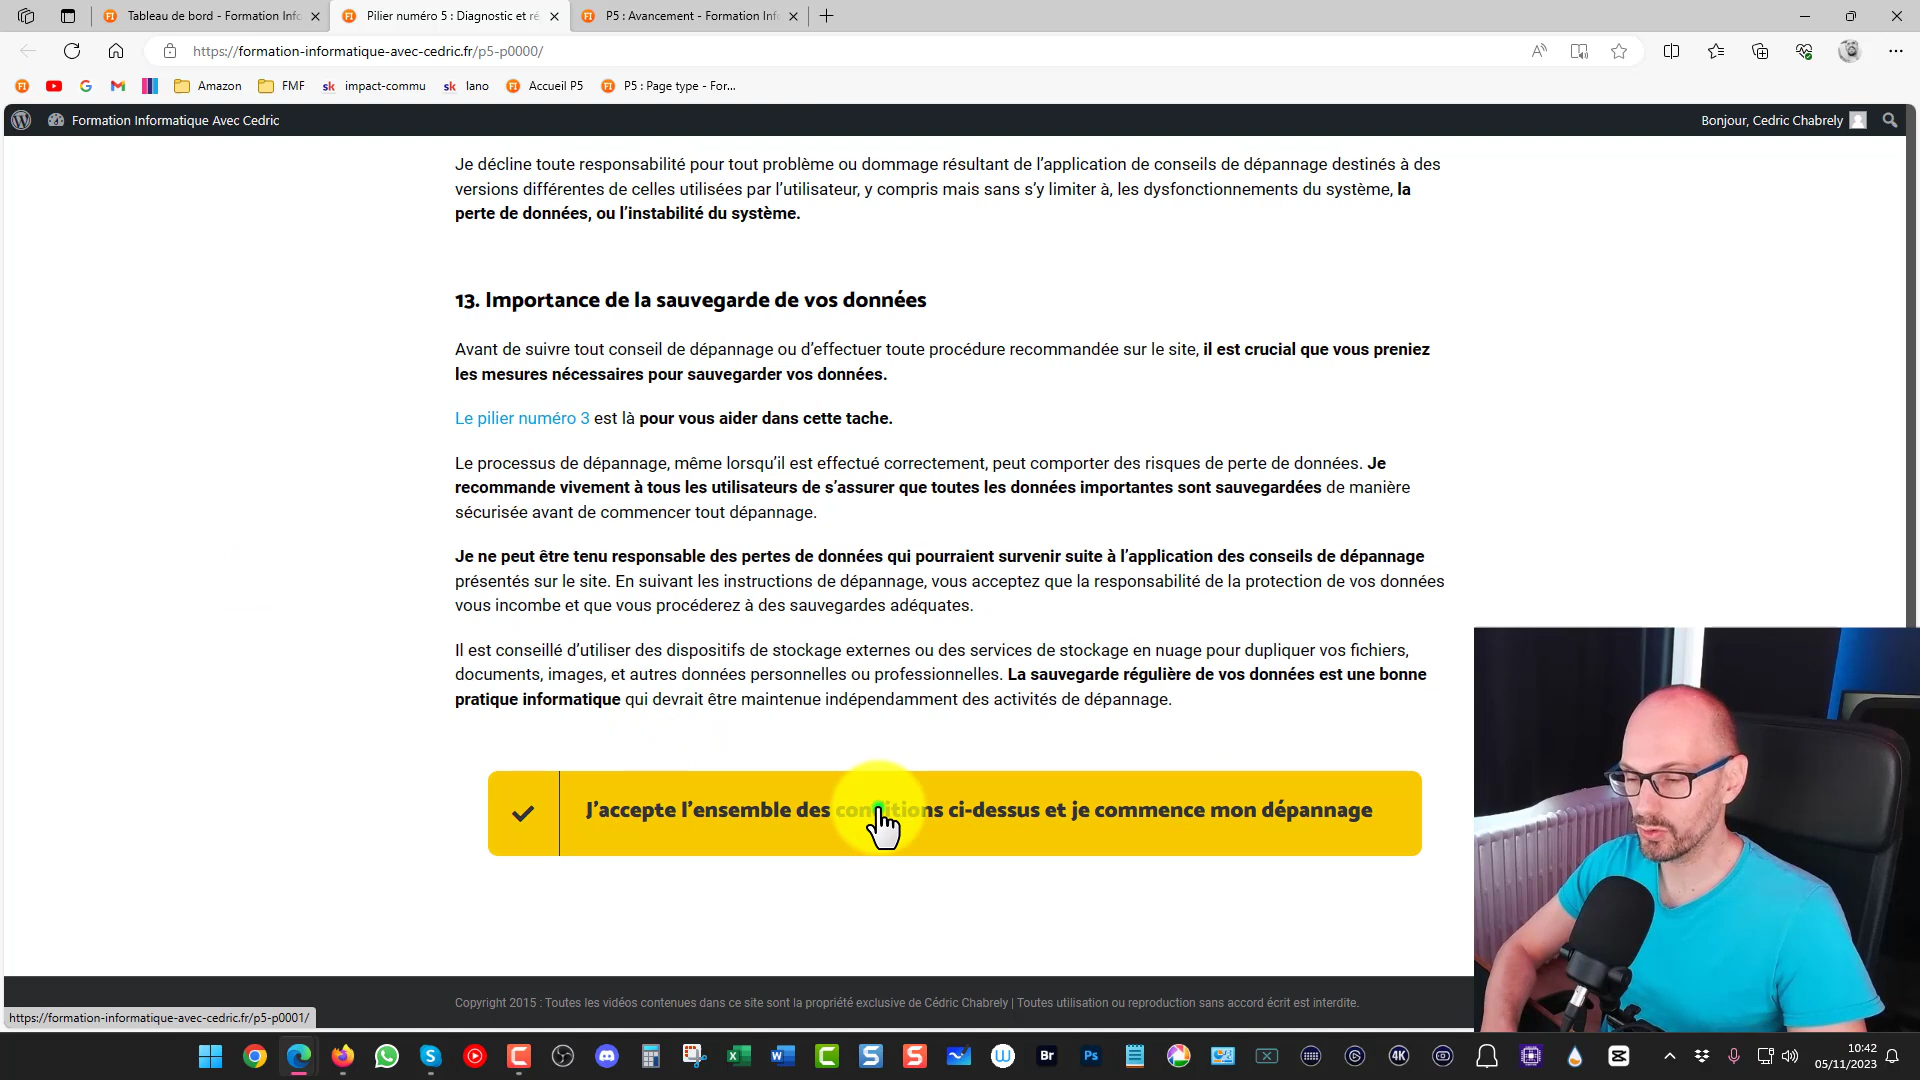 Tableau de bord - Formation Info
Pilier numéro 5 : Diagnostic et ré
P5 : Avancement - Formation Inf
https://formation-informatique-avec-cedric.fr/p5-p0000/
Amazon
FMF
impact-commu
lano
Accueil P5
P5 : Page type - For...
Formation Informatique Avec Cedric
Bonjour, Cedric Chabrely
Je décline toute responsabilité pour tout problème ou dommage résultant de l’application de conseils de dépannage destinés à des
versions différentes de celles utilisées par l’utilisateur, y compris mais sans s’y limiter à, les dysfonctionnements du système, la
perte de données, ou l’instabilité du système.
13. Importance de la sauvegarde de vos données
Avant de suivre tout conseil de dépannage ou d’effectuer toute procédure recommandée sur le site, il est crucial que vous preniez
les mesures nécessaires pour sauvegarder vos données.
Le pilier numéro 3 est là pour vous aider dans cette tache.
Le processus de dépannage, même lorsqu’il est effectué correctement, peut comporter des risques de perte de données. Je
recommande vivement à tous les utilisateurs de s’assurer que toutes les données importantes sont sauvegardées de manière
sécurisée avant de commencer tout dépannage.
Je ne peut être tenu responsable des pertes de données qui pourraient survenir suite à l’application des conseils de dépannage
présentés sur le site. En suivant les instructions de dépannage, vous acceptez que la responsabilité de la protection de vos données
vous incombe et que vous procéderez à des sauvegardes adéquates.
Il est conseillé d’utiliser des dispositifs de stockage externes ou des services de stockage en nuage pour dupliquer vos fichiers,
documents, images, et autres données personnelles ou professionnelles. La sauvegarde régulière de vos données est une bonne
pratique informatique qui devrait être maintenue indépendamment des activités de dépannage.
J’accepte l’ensemble des conditions ci-dessus et je commence mon dépannage
Copyright 2015 : Toutes les vidéos contenues dans ce site sont la propriété exclusive de Cédric Chabrely | Toutes utilisation ou reproduction sans accord écrit est interdite.
https://formation-informatique-avec-cedric.fr/p5-p0001/
10:42
05/11/2023